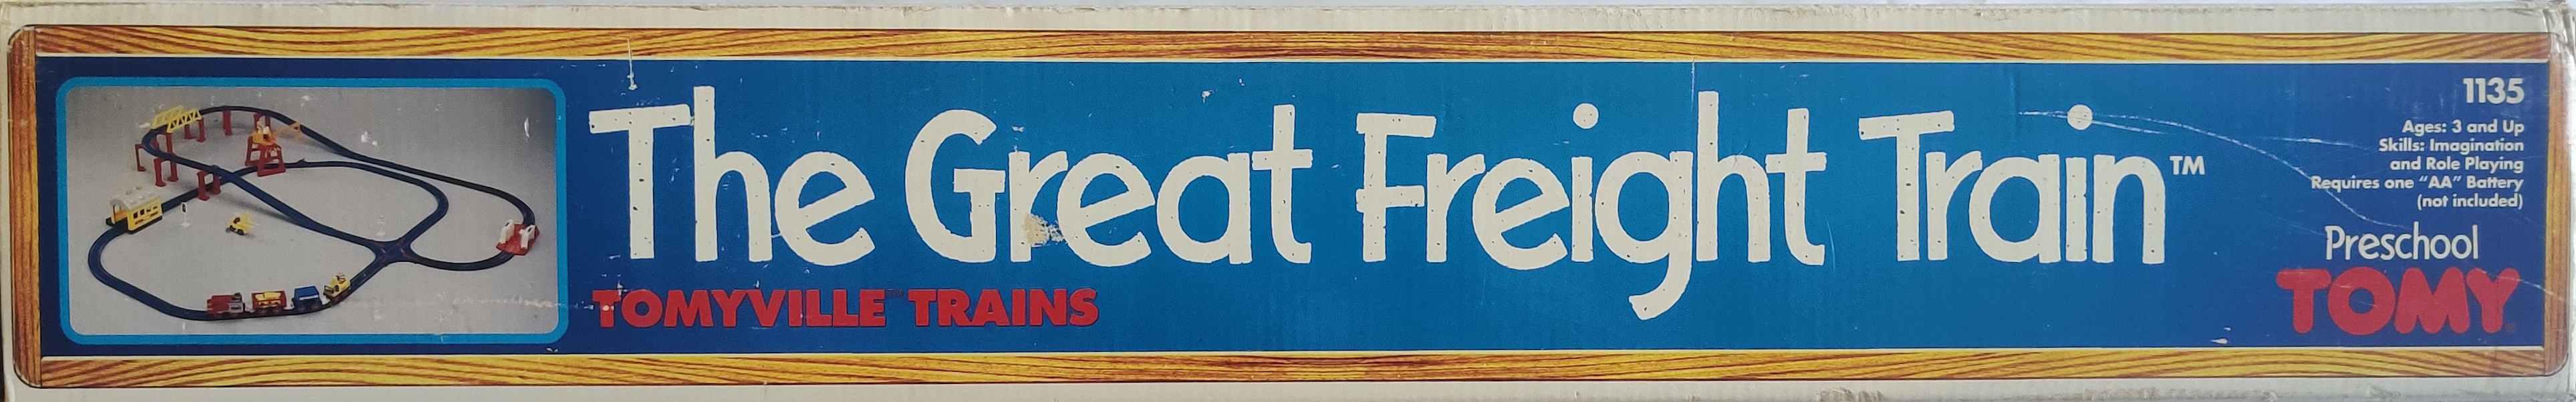 The Great Freight Train™
TOMYVILLE™ TRAINS
1135
Ages: 3 and Up
Skills: Imagination
and Role Playing
Requires one “AA” Battery
(not included)
Preschool
TOMY®